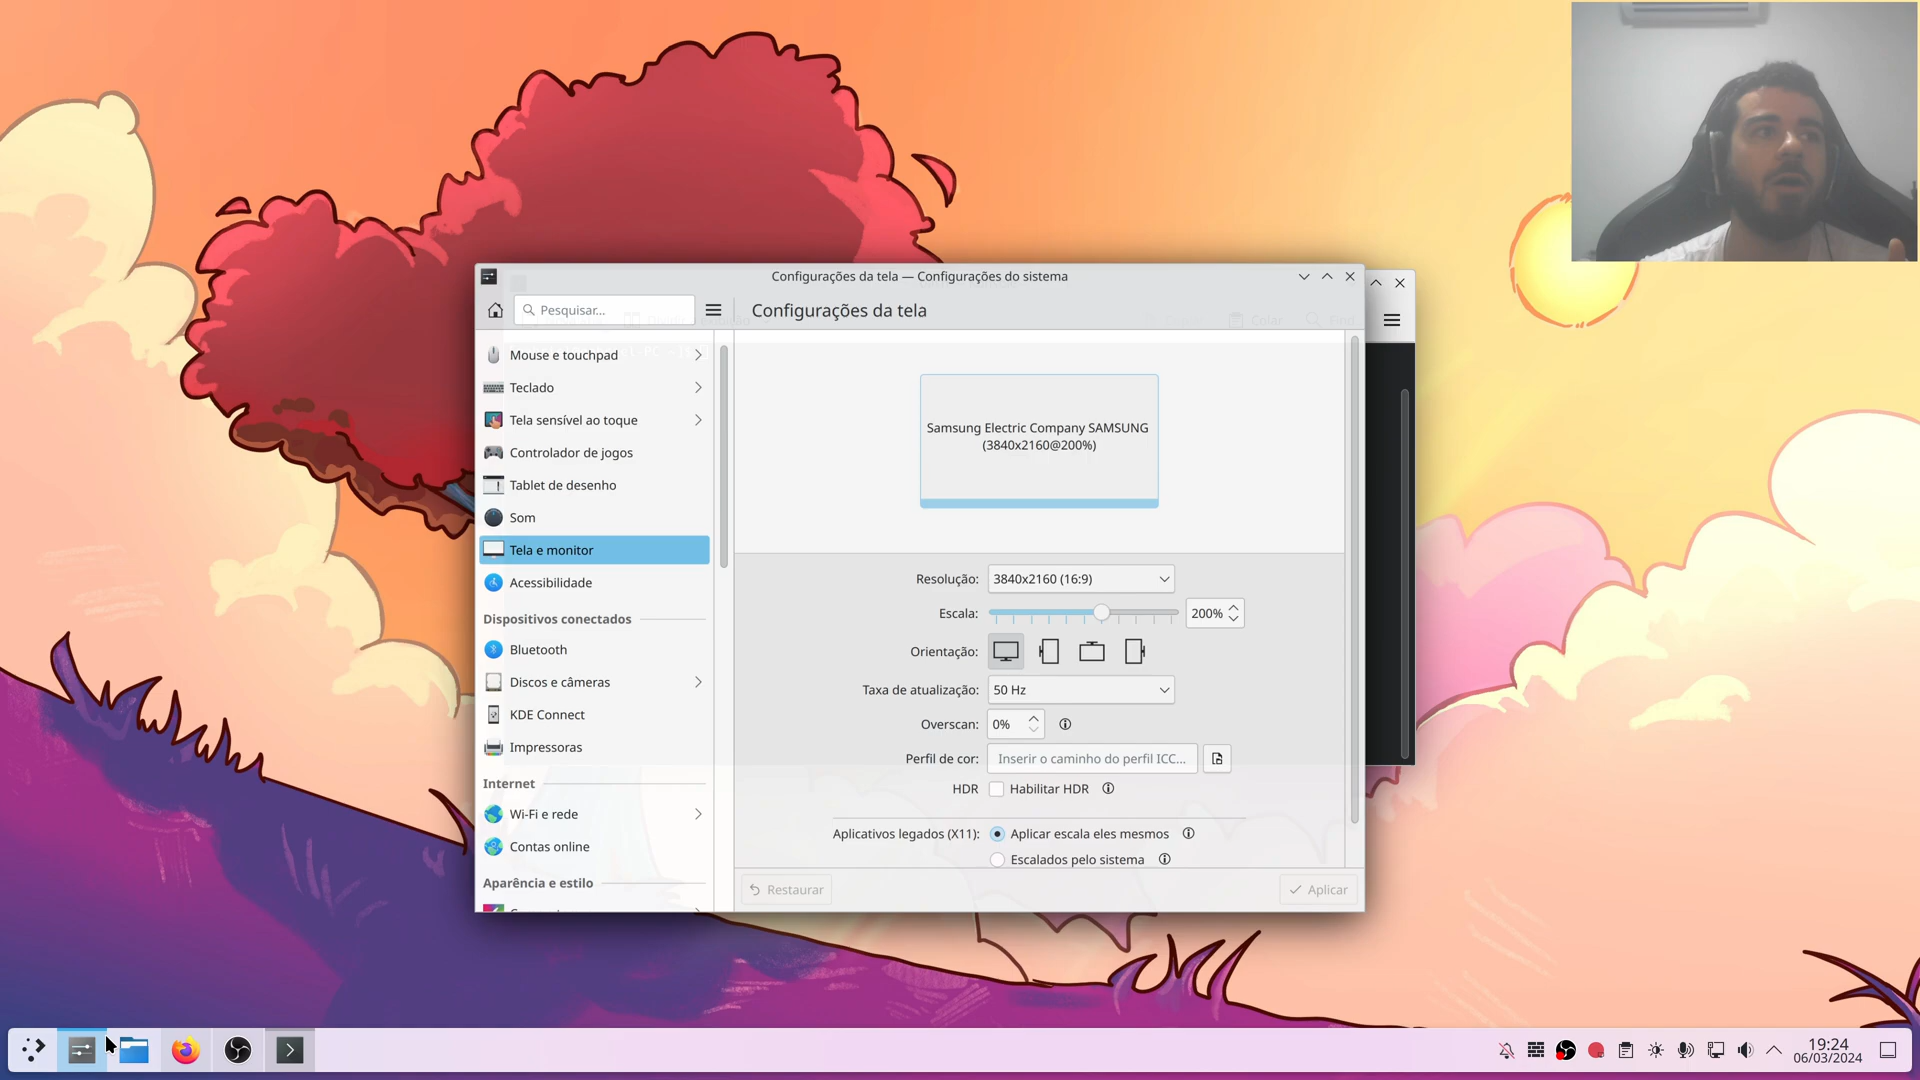 Configurações da tela — Configurações do sistema
Pesquisar...
Configurações da tela
Colar
Mouse e touchpad
Teclado
Tela sensível ao toque
Controlador de jogos
Tablet de desenho
Som
Tela e monitor
Acessibilidade
Dispositivos conectados
Bluetooth
Discos e câmeras
KDE Connect
Impressoras
Internet
Wi-Fi e rede
Contas online
Aparência e estilo
Samsung Electric Company SAMSUNG
(3840x2160@200%)
Resolução: 3840x2160 (16:9)
Escala: 200%
Orientação:
Taxa de atualização: 50 Hz
Overscan: 0%
Perfil de cor: Inserir o caminho do perfil ICC...
HDR Habilitar HDR
Aplicativos legados (X11): Aplicar escala eles mesmos
Escalados pelo sistema
Restaurar
Aplicar
19:24
06/03/2024